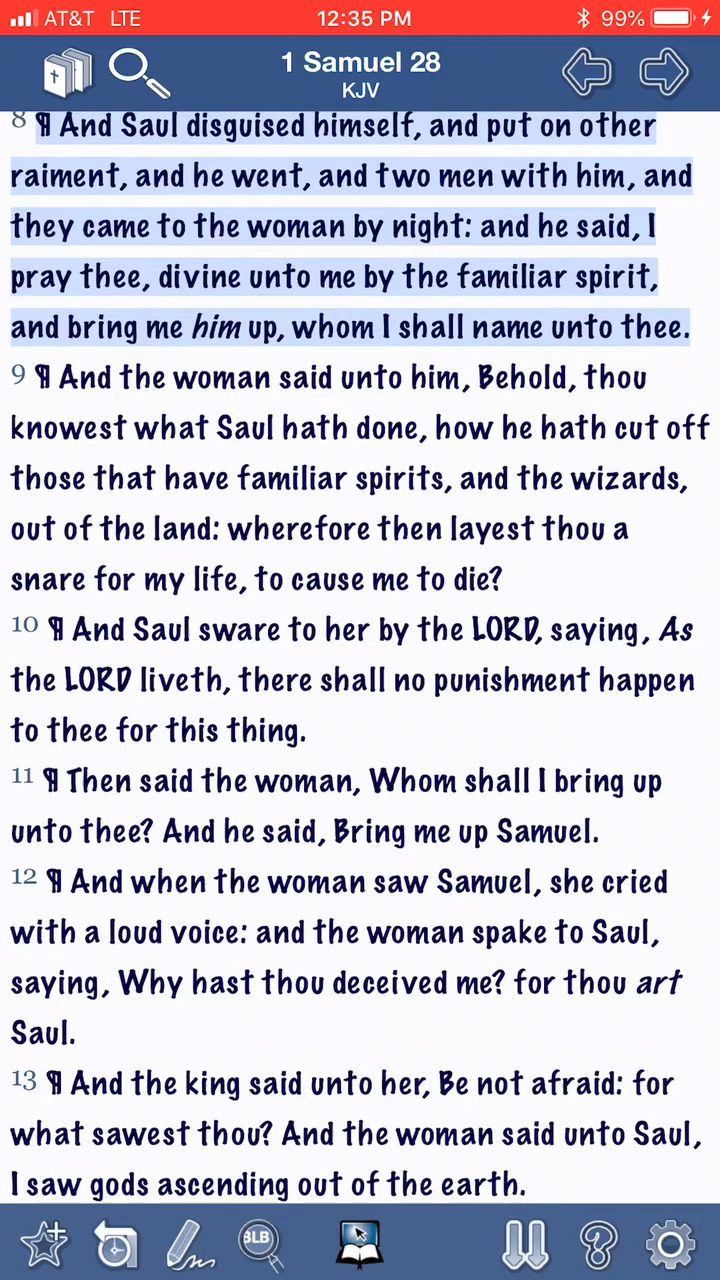 AT&T LTE 12:35 PM 99%
1 Samuel 28
KJV
8 ¶ And Saul disguised himself, and put on other
raiment, and he went, and two men with him, and
they came to the woman by night: and he said, I
pray thee, divine unto me by the familiar spirit,
and bring me him up, whom I shall name unto thee.
9 ¶ And the woman said unto him, Behold, thou
knowest what Saul hath done, how he hath cut off
those that have familiar spirits, and the wizards,
out of the land: wherefore then layest thou a
snare for my life, to cause me to die?
10 ¶ And Saul sware to her by the LORD, saying, As
the LORD liveth, there shall no punishment happen
to thee for this thing.
11 ¶ Then said the woman, Whom shall I bring up
unto thee? And he said, Bring me up Samuel.
12 ¶ And when the woman saw Samuel, she cried
with a loud voice: and the woman spake to Saul,
saying, Why hast thou deceived me? for thou art
Saul.
13 ¶ And the king said unto her, Be not afraid: for
what sawest thou? And the woman said unto Saul,
I saw gods ascending out of the earth.
BLB